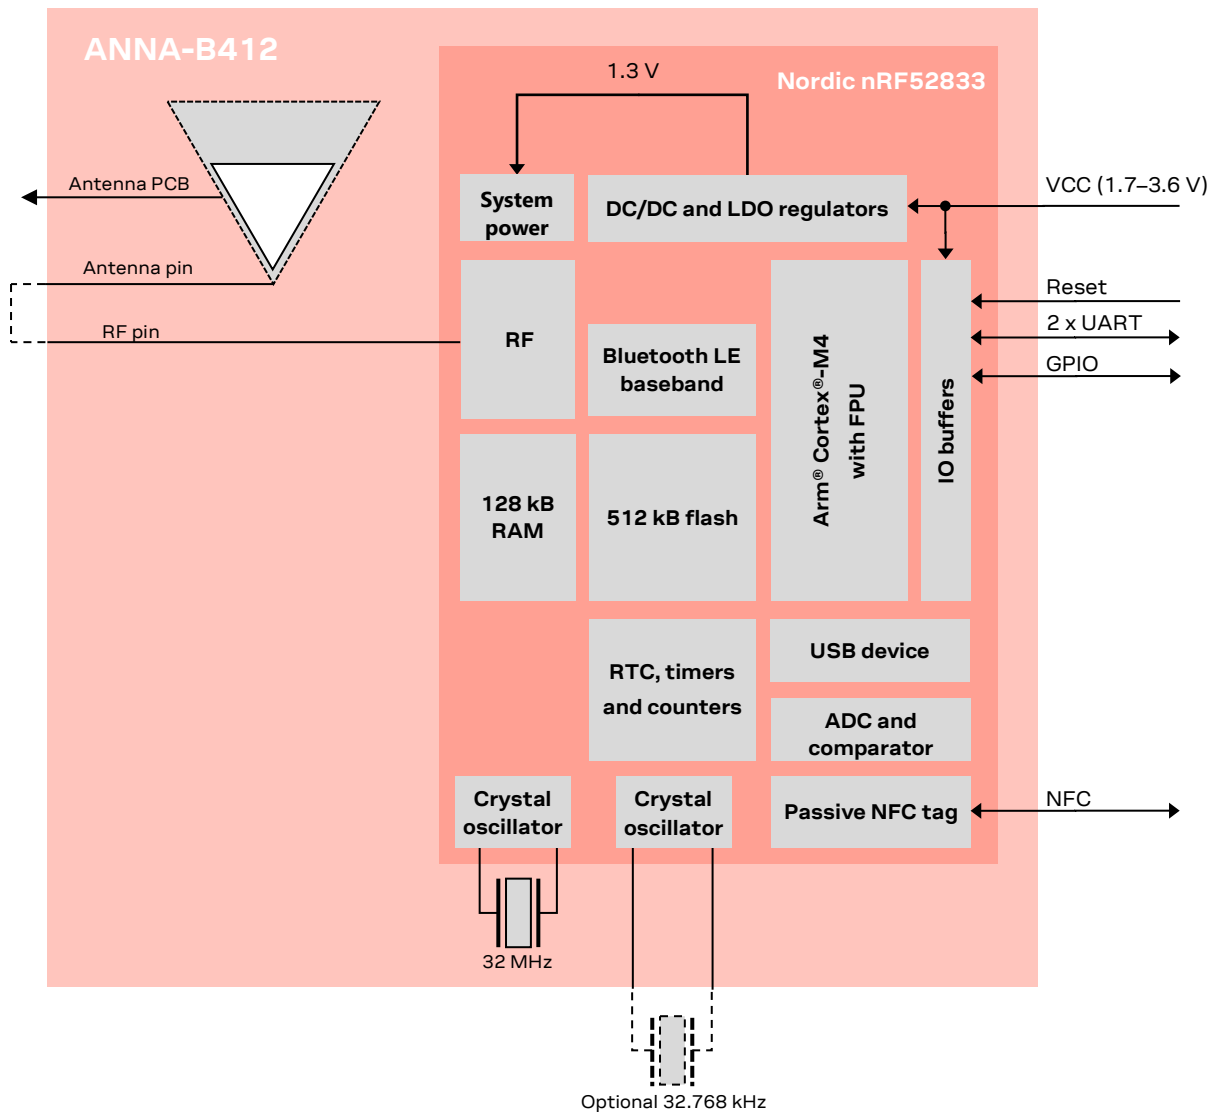 ANNA-B412
Nordic nRF52833
1.3 V
Antenna PCB
Antenna pin
RF pin
System
power
DC/DC and LDO regulators
VCC (1.7–3.6 V)
Reset
2 x UART
GPIO
RF
Bluetooth LE
baseband
Arm® Cortex®-M4
with FPU
IO buffers
128 kB
RAM
512 kB flash
RTC, timers
and counters
USB device
ADC and
comparator
Crystal
oscillator
Crystal
oscillator
Passive NFC tag
NFC
32 MHz
Optional 32.768 kHz